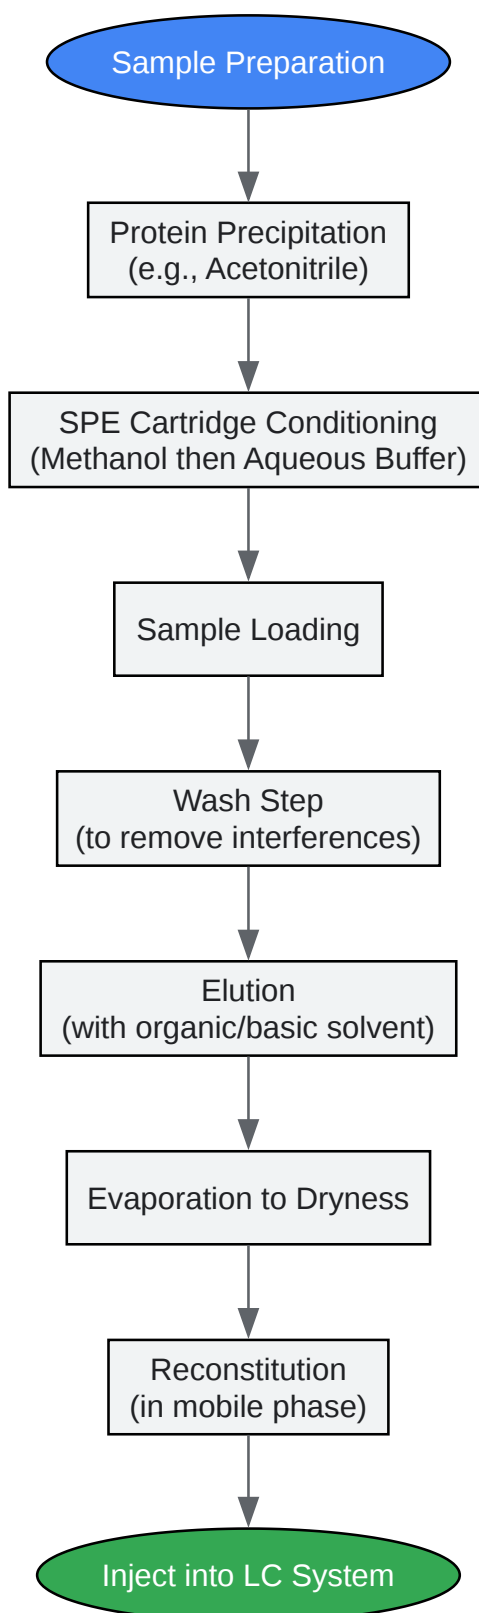 Sample Preparation
Protein Precipitation
(e.g., Acetonitrile)
SPE Cartridge Conditioning
(Methanol then Aqueous Buffer)
Sample Loading
Wash Step
(to remove interferences)
Elution
(with organic/basic solvent)
Evaporation to Dryness
Reconstitution
(in mobile phase)
Inject into LC System